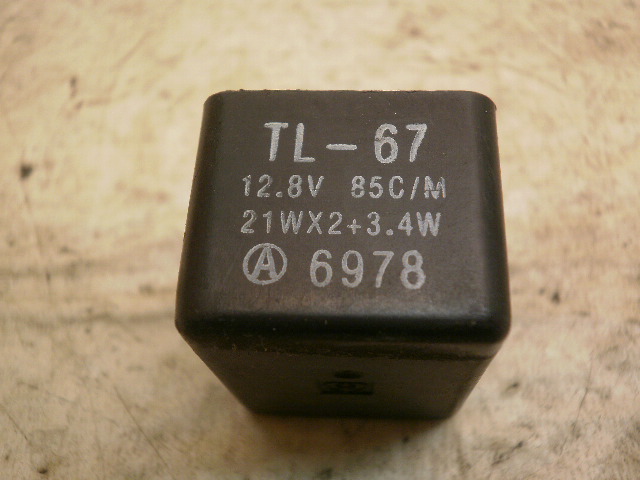 TL-67
12.8V 85C/M
21WX2+3.4W
Ⓐ 6978